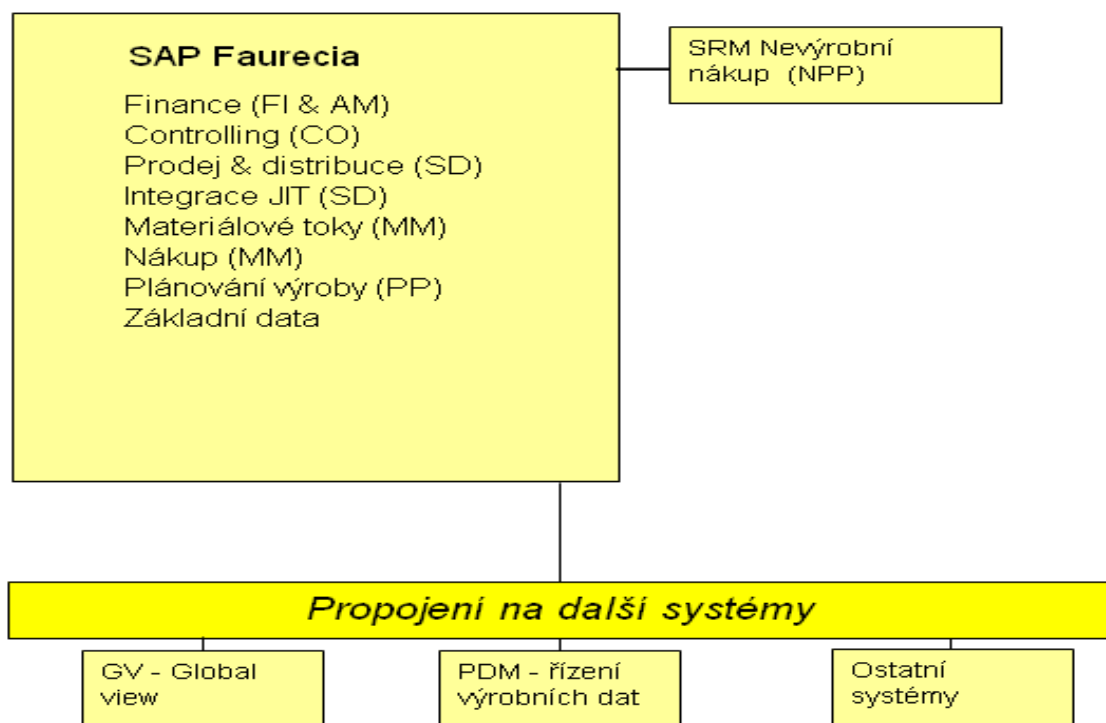 SAP Faurecia
SRM Nevýrobní
nákup (NPP)
Finance (FI & AM)
Controlling (CO)
Prodej & distribuce (SD)
Integrace JIT (SD)
Materiálové toky (MM)
Nákup (MM)
Plánování výroby (PP)
Základní data
Propojení na další systémy
GV - Global
view
PDM - řízení
výrobních dat
Ostatní
systémy